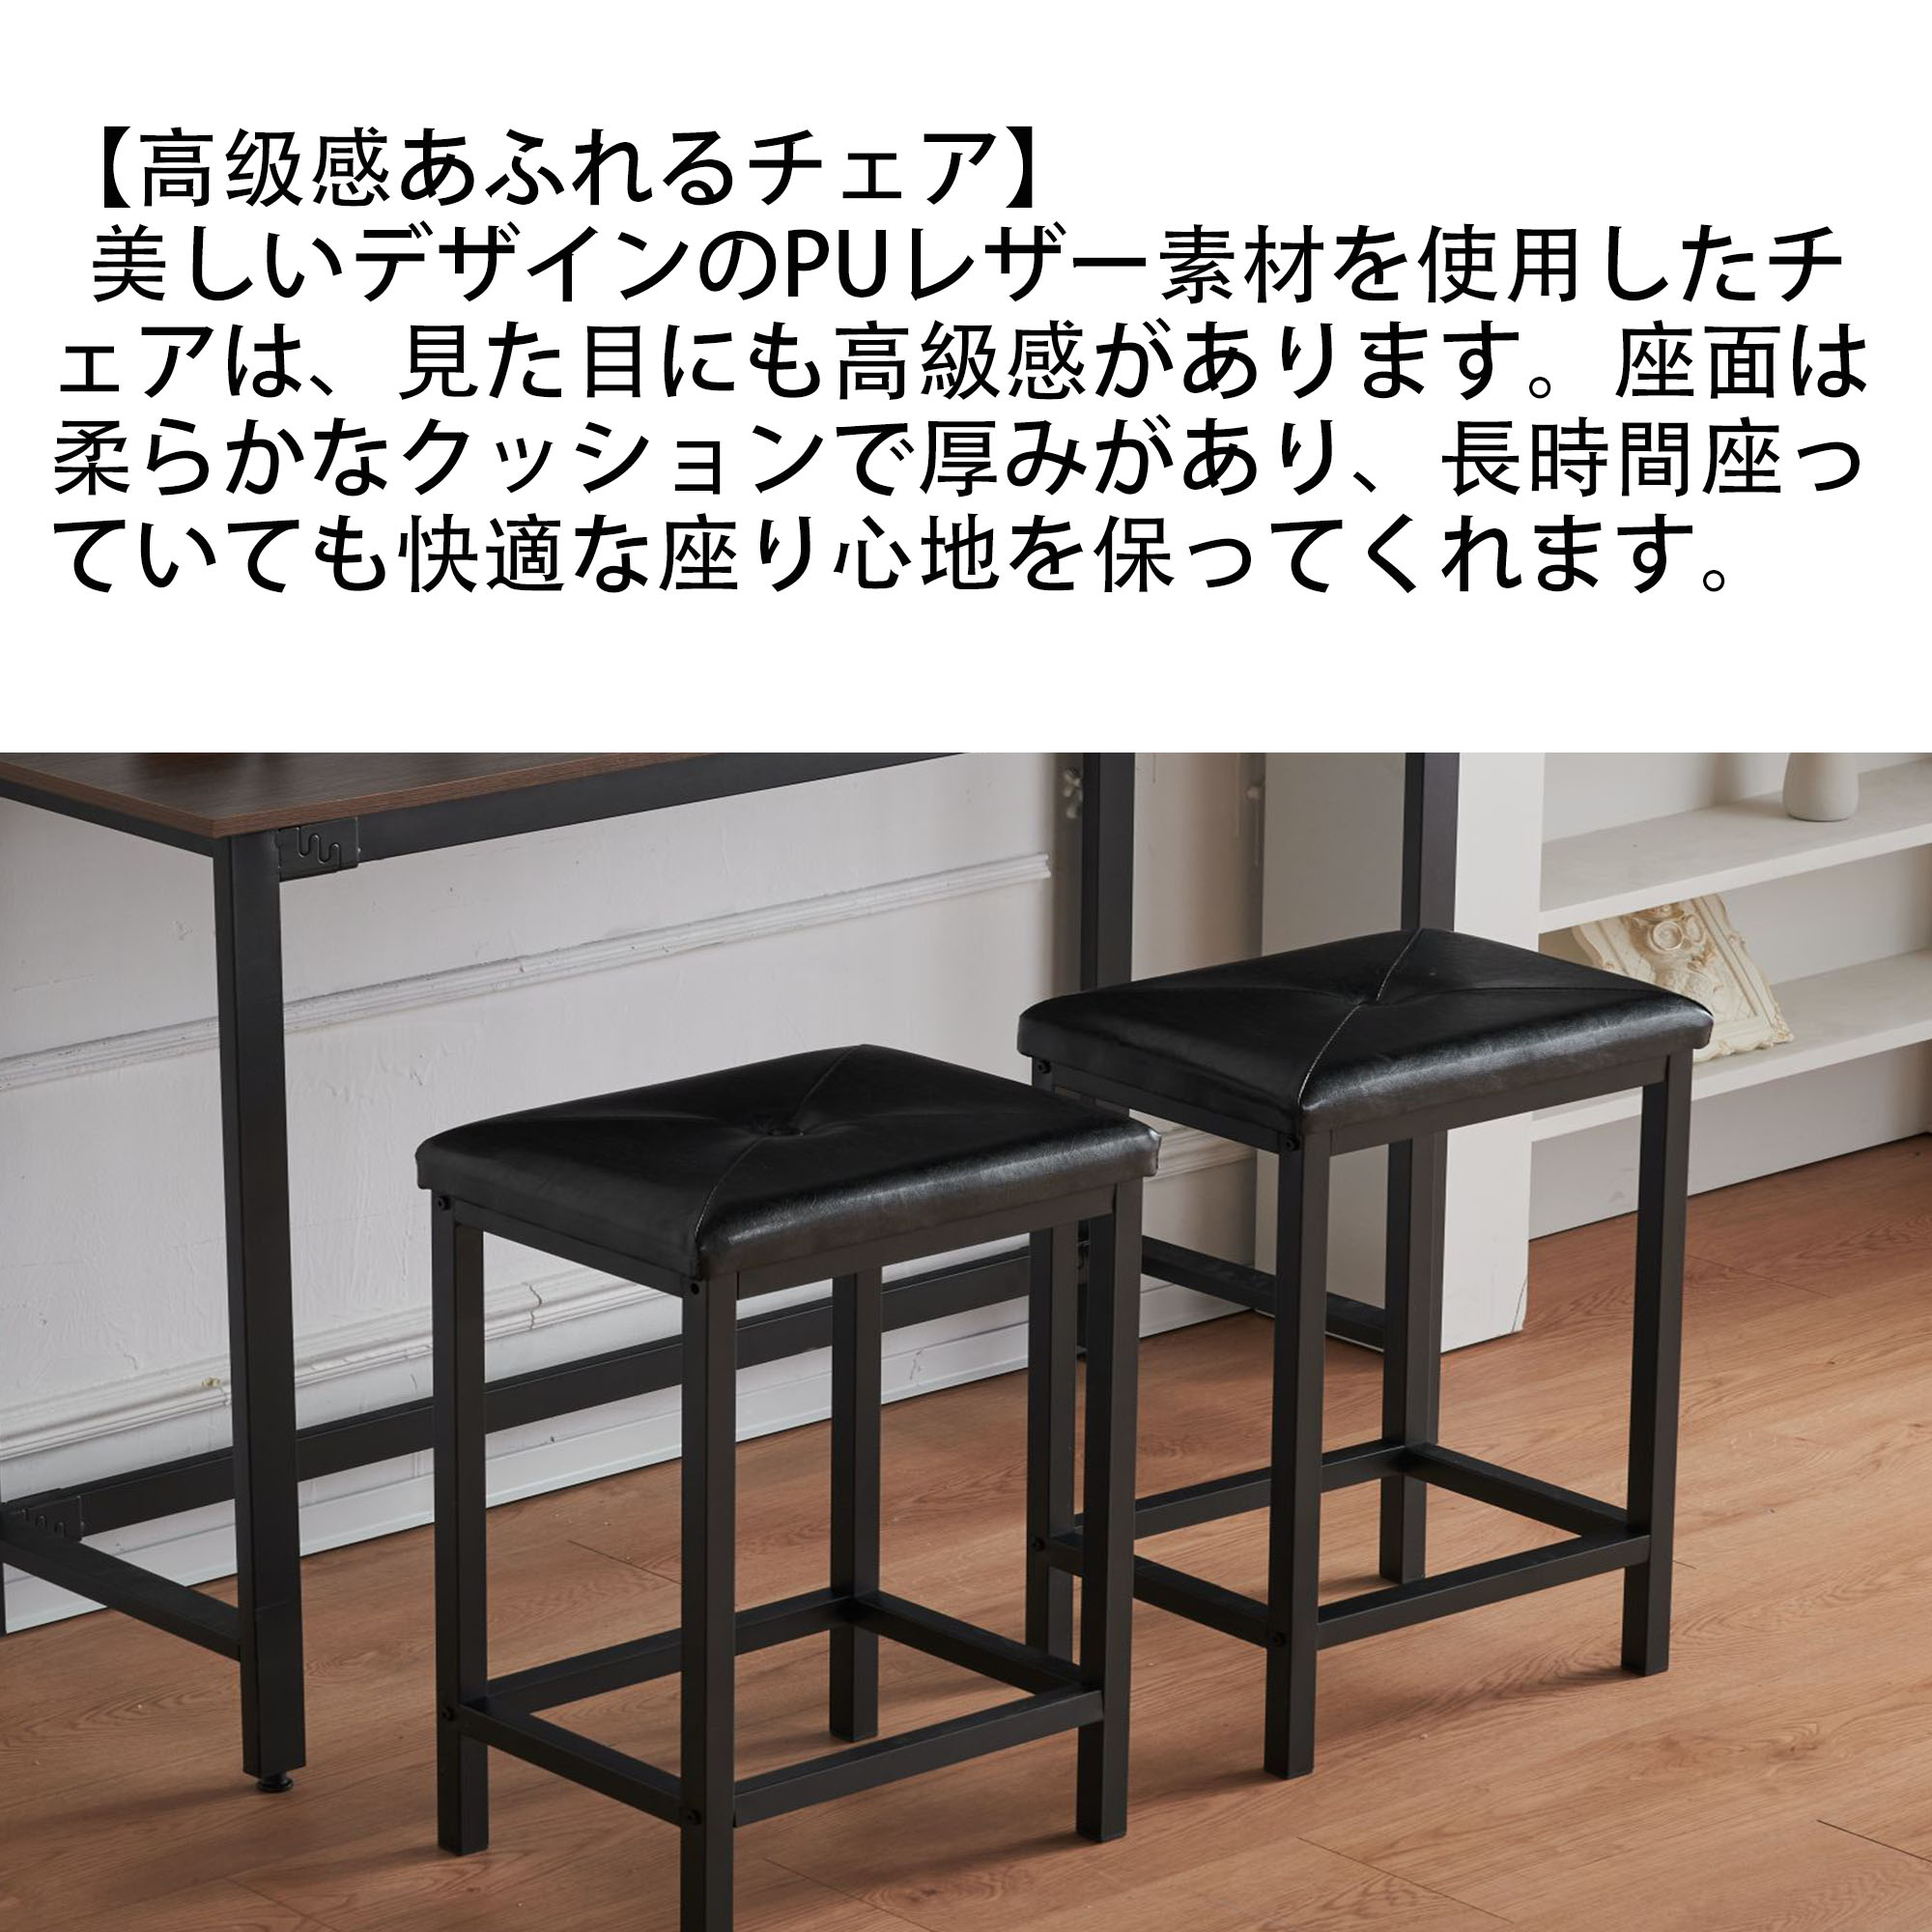 【高级感あふれるチェア】
美しいデザインのPUレザー素材を使用したチ
ェアは、見た目にも高級感があります。座面は
柔らかなクッションで厚みがあり、長時間座っ
ていても快適な座り心地を保ってくれます。